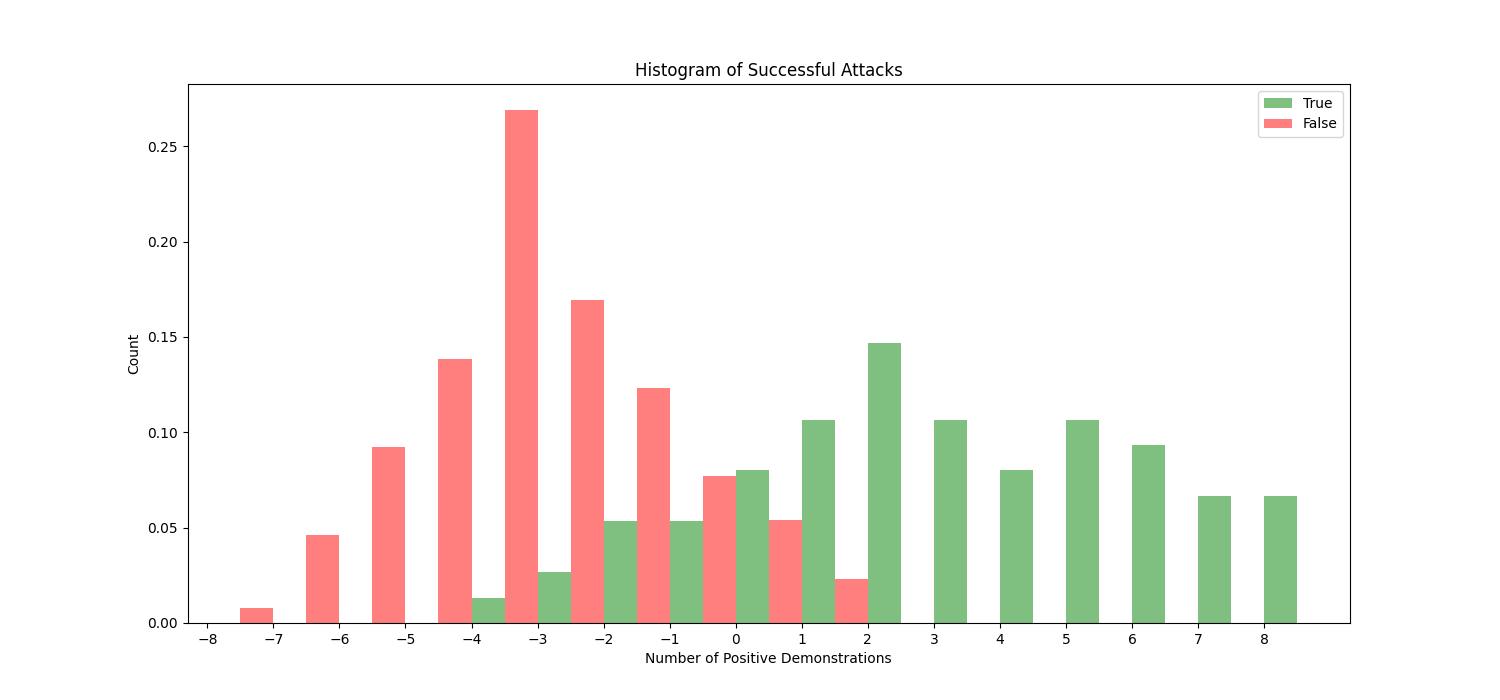 Histogram of Successful Attacks
True
False
0.25
0.20
0.15
0.10
0.05
0.00
Count
−8 −7 −6 −5 −4 −3 −2 −1 0 1 2 3 4 5 6 7 8
Number of Positive Demonstrations